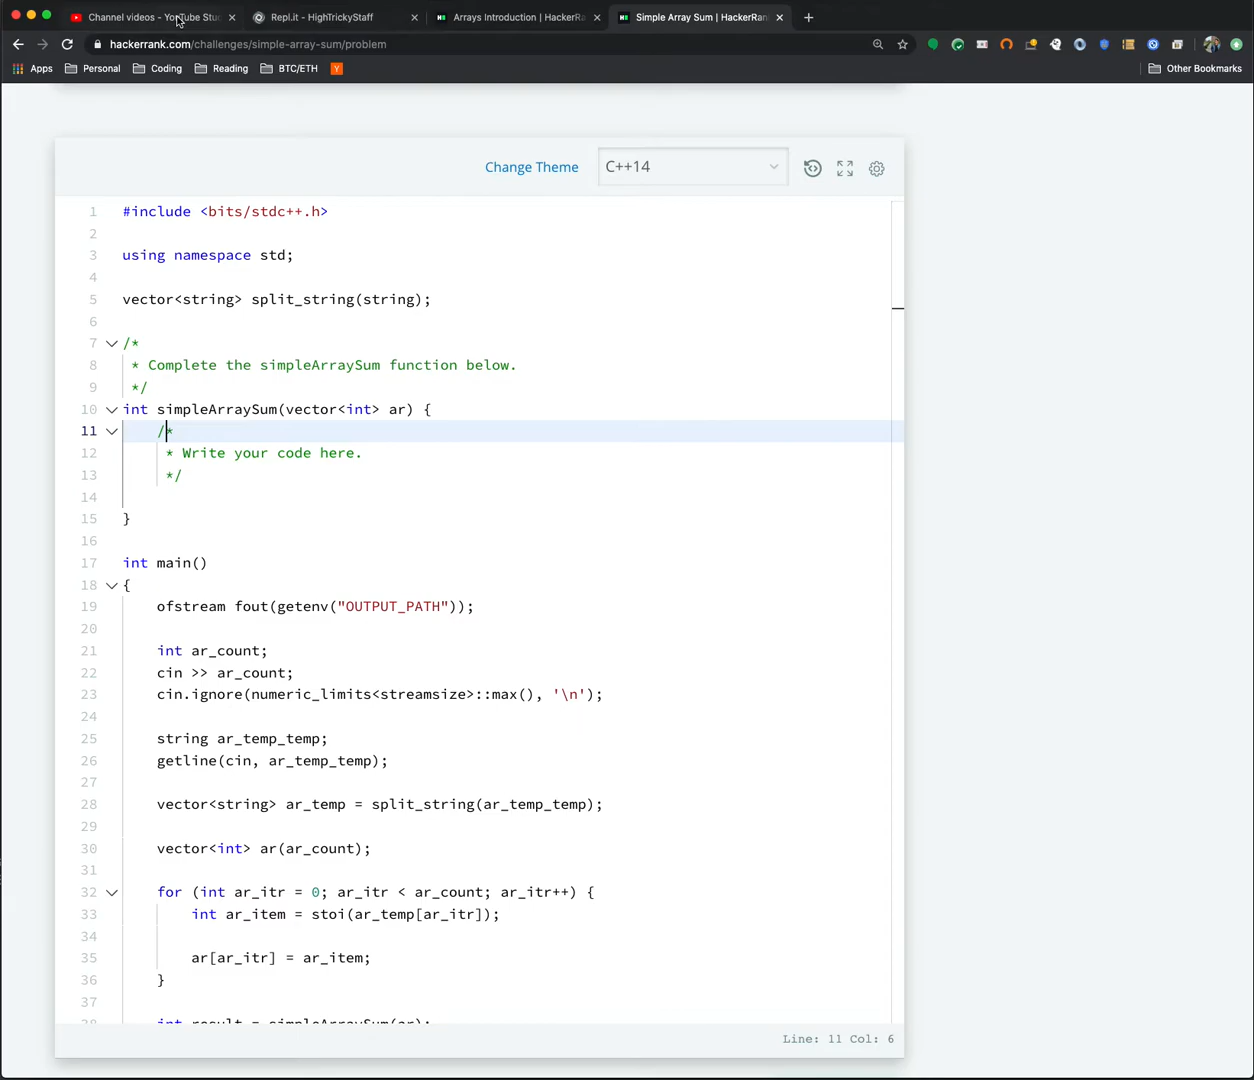 Channel videos - YouTube Stu
Repl.it - HighTrickyStaff
Arrays Introduction | HackerRa
Simple Array Sum | HackerRan
hackerrank.com/challenges/simple-array-sum/problem
Apps Personal Coding Reading BTC/ETH Y Other Bookmarks
Change Theme C++14
1 #include <bits/stdc++.h>
2
3 using namespace std;
4
5 vector<string> split_string(string);
6
7 /*
8 * Complete the simpleArraySum function below.
9 */
10 int simpleArraySum(vector<int> ar) {
11 /*
12 * Write your code here.
13 */
14
15 }
16
17 int main()
18 {
19 ofstream fout(getenv("OUTPUT_PATH"));
20
21 int ar_count;
22 cin >> ar_count;
23 cin.ignore(numeric_limits<streamsize>::max(), '\n');
24
25 string ar_temp_temp;
26 getline(cin, ar_temp_temp);
27
28 vector<string> ar_temp = split_string(ar_temp_temp);
29
30 vector<int> ar(ar_count);
31
32 for (int ar_itr = 0; ar_itr < ar_count; ar_itr++) {
33 int ar_item = stoi(ar_temp[ar_itr]);
34
35 ar[ar_itr] = ar_item;
36 }
37
38 int result = simpleArraySum(ar);
Line: 11 Col: 6